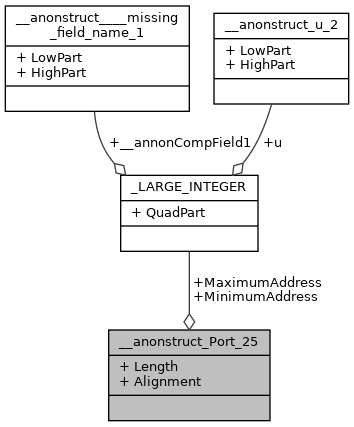 __anonstruct____missing
_field_name_1
+ LowPart
+ HighPart
__anonstruct_u_2
+ LowPart
+ HighPart
+__annonCompField1
+u
_LARGE_INTEGER
+ QuadPart
+MaximumAddress
+MinimumAddress
__anonstruct_Port_25
+ Length
+ Alignment